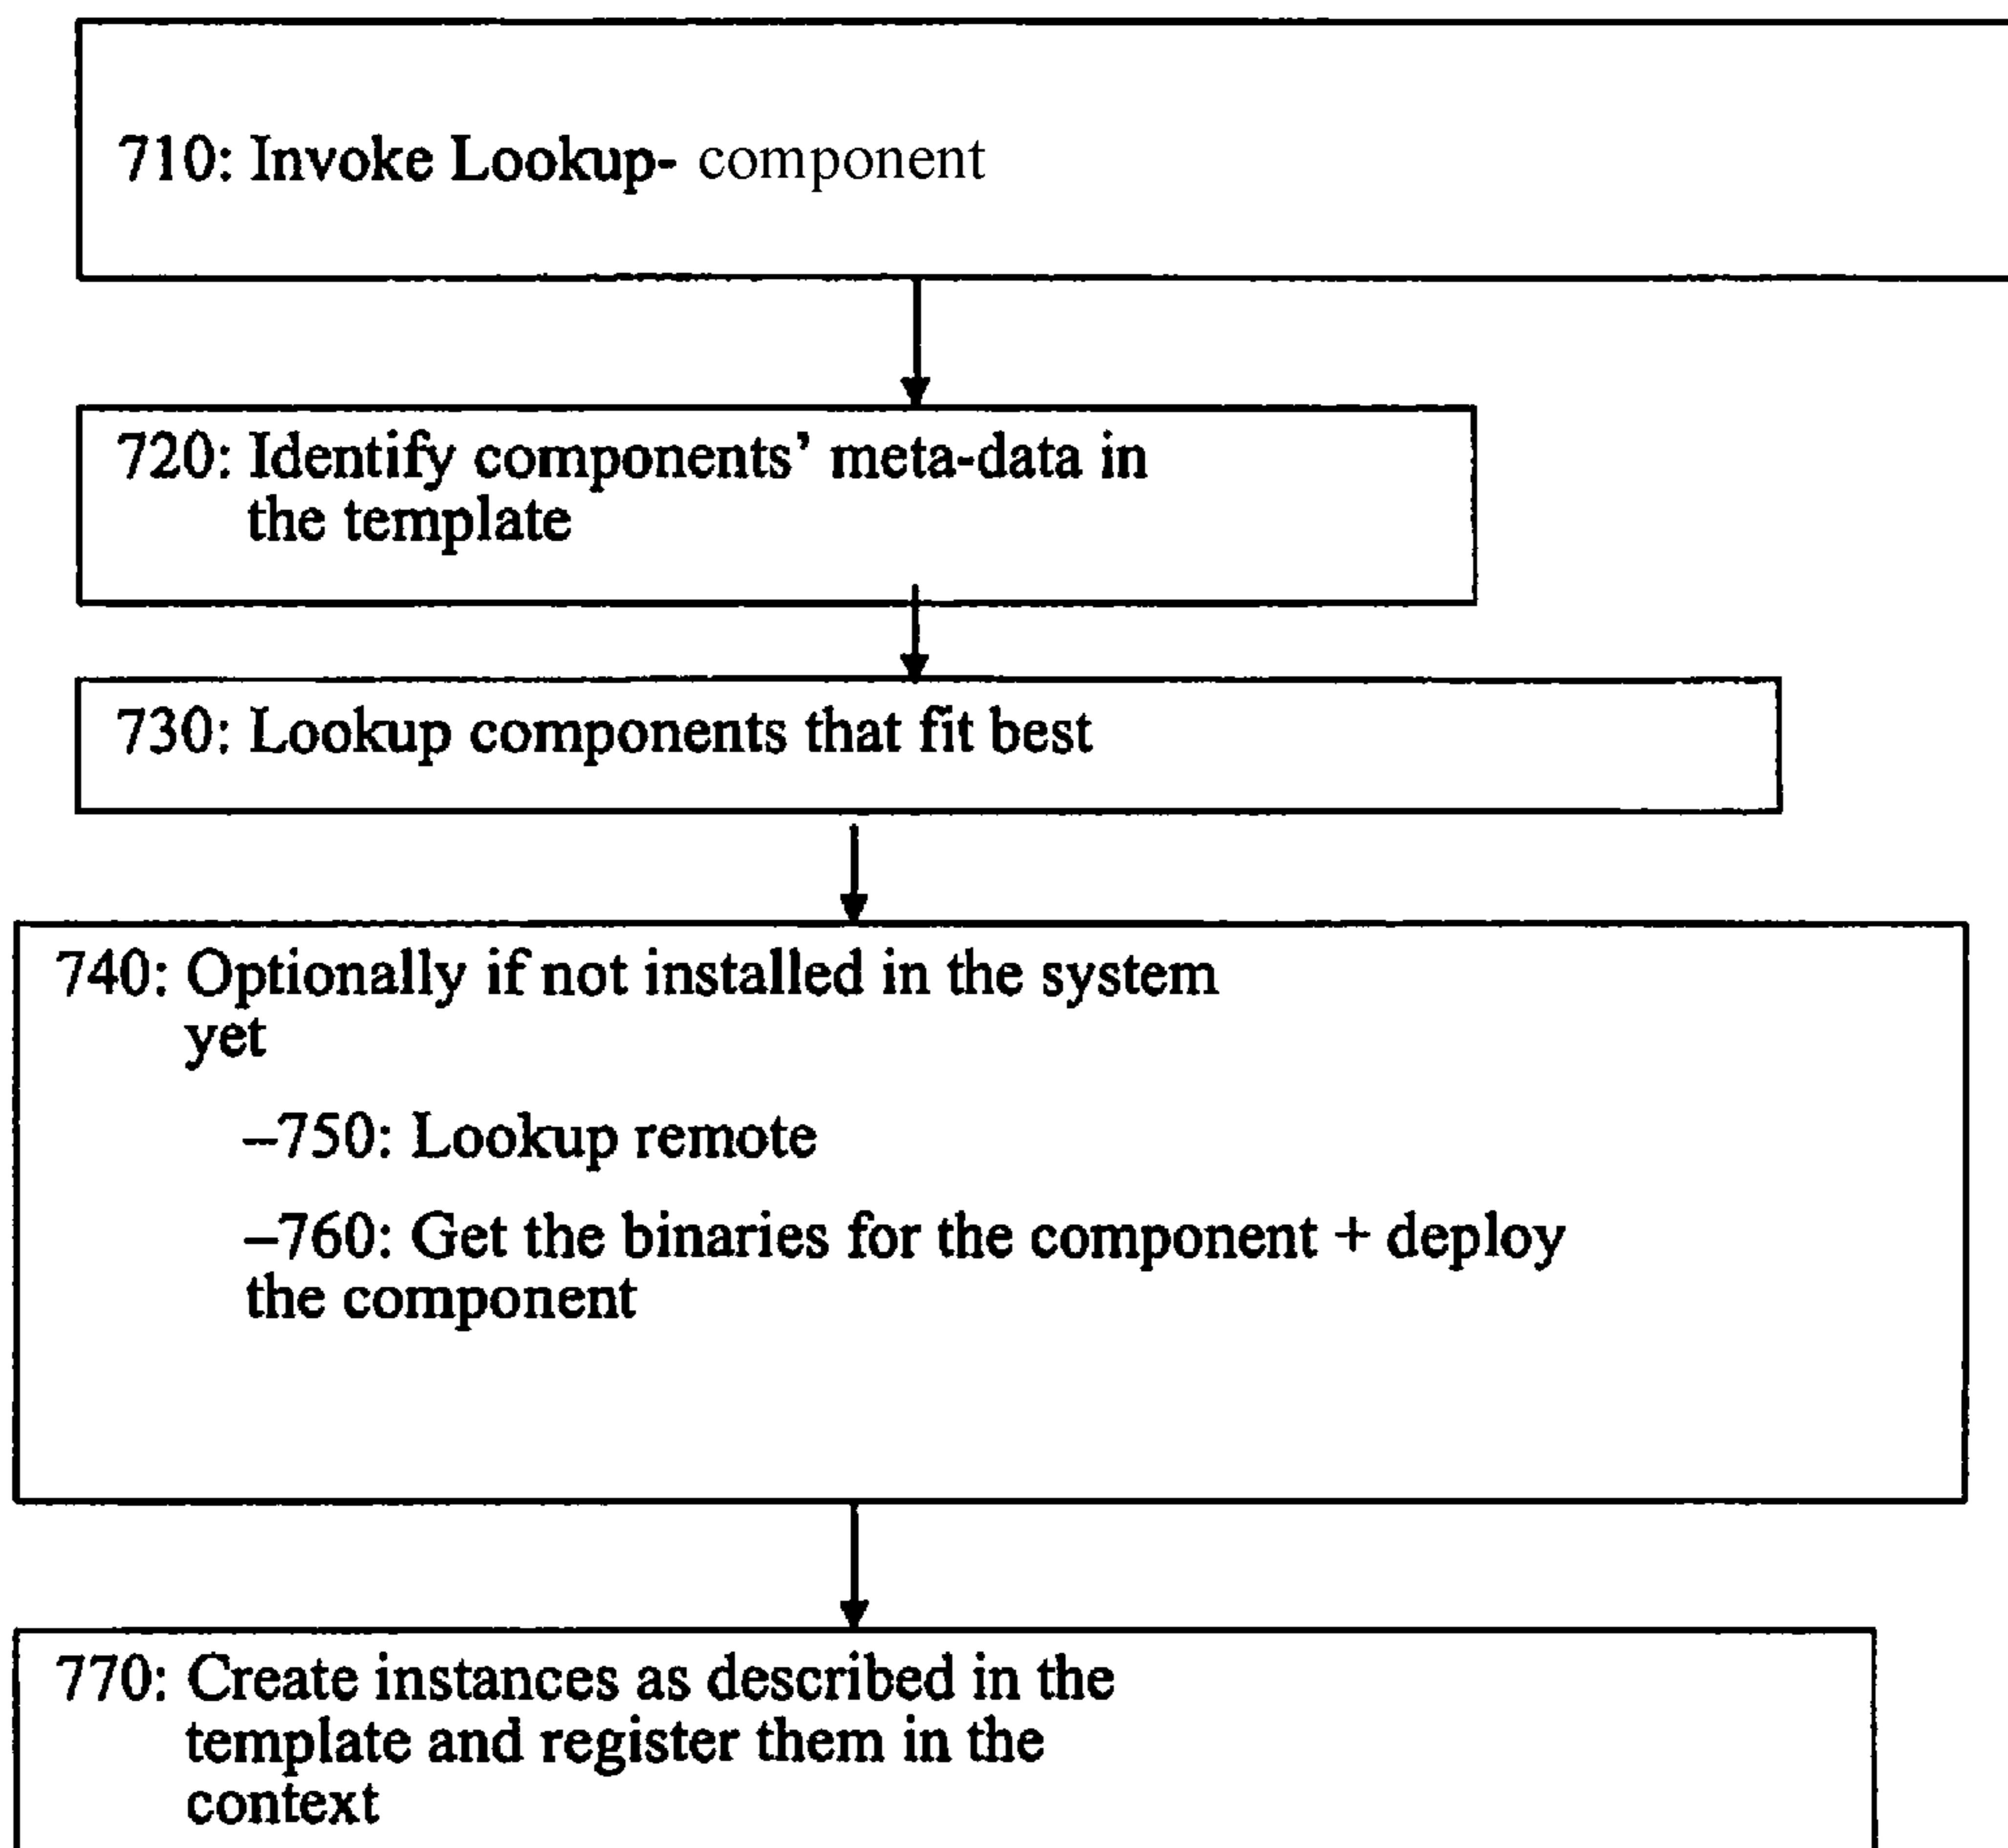 710: Invoke Lookup- component
720: Identify components’ meta-data in
the template
730: Lookup components that fit best
740: Optionally if not installed in the system
yet
–750: Lookup remote
–760: Get the binaries for the component + deploy
the component
770: Create instances as described in the
template and register them in the
context